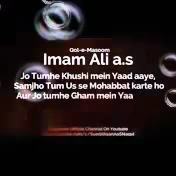 Qol-e-Masoom
Imam Ali a.s
Jo Tumhe Khushi mein Yaad aaye,
Samjho Tum Us se Mohabbat karte ho
Aur Jo tumhe Gham mein Yaa